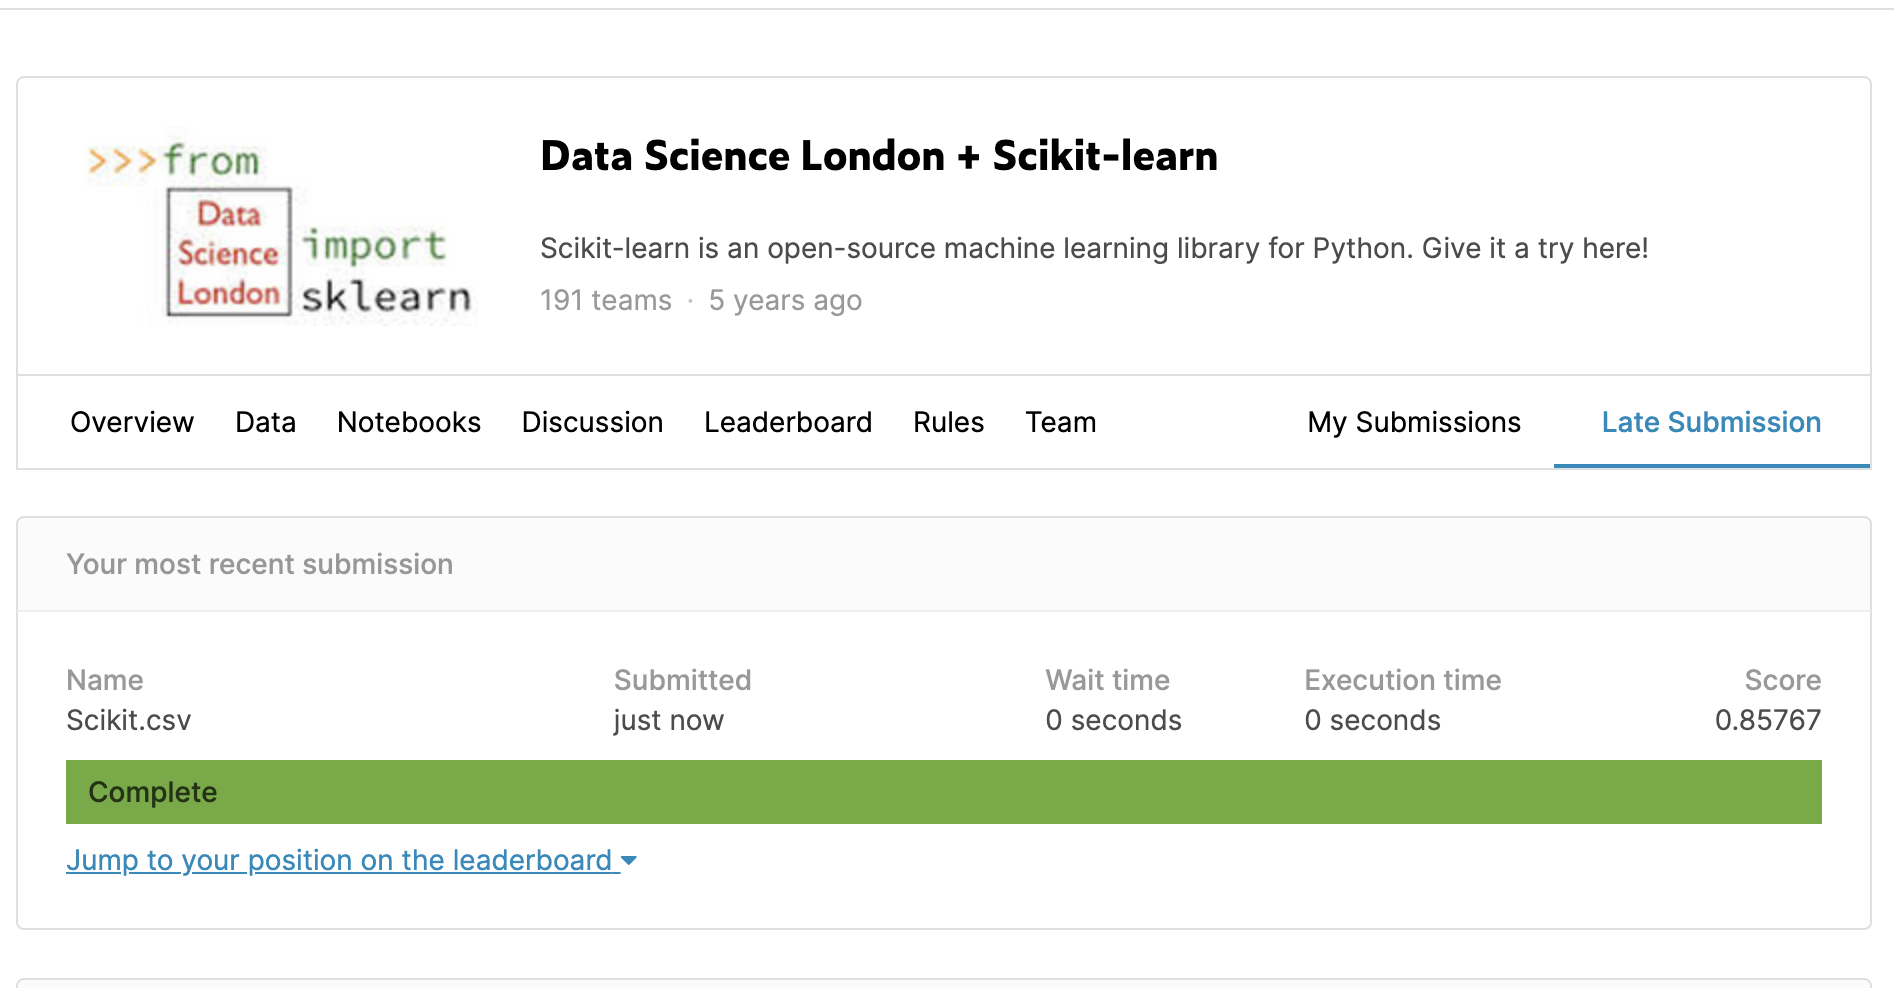 >>>from
Data
Science
London
import
sklearn
Data Science London + Scikit-learn
Scikit-learn is an open-source machine learning library for Python. Give it a try here!
191 teams · 5 years ago
Overview Data Notebooks Discussion Leaderboard Rules Team My Submissions Late Submission
Your most recent submission
Name Submitted Wait time Execution time Score
Scikit.csv just now 0 seconds 0 seconds 0.85767
Complete
Jump to your position on the leaderboard